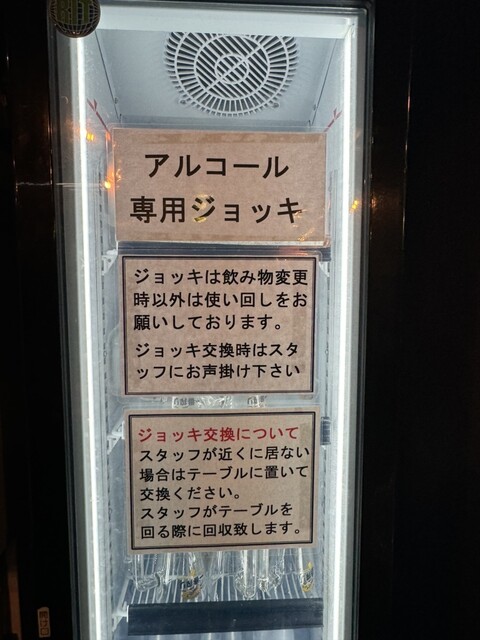 アルコール
専用ジョッキ
ジョッキは飲み物変更
時以外は使い回しをお
願いしております。
ジョッキ交換時はスタ
ッフにお声掛け下さい
ジョッキ交換について
スタッフが近くに居ない
場合はテーブルに置いて
交換ください。
スタッフがテーブルを
回る際に回収致します。